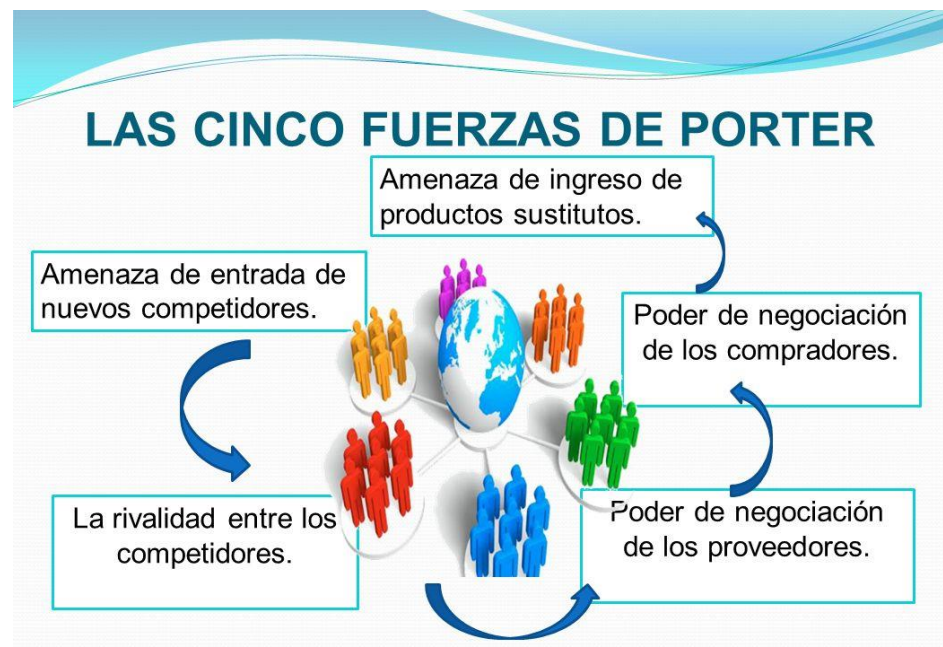 LAS CINCO FUERZAS DE PORTER
Amenaza de ingreso de
productos sustitutos.
Amenaza de entrada de
nuevos competidores.
Poder de negociación
de los compradores.
La rivalidad entre los
competidores.
Poder de negociación
de los proveedores.